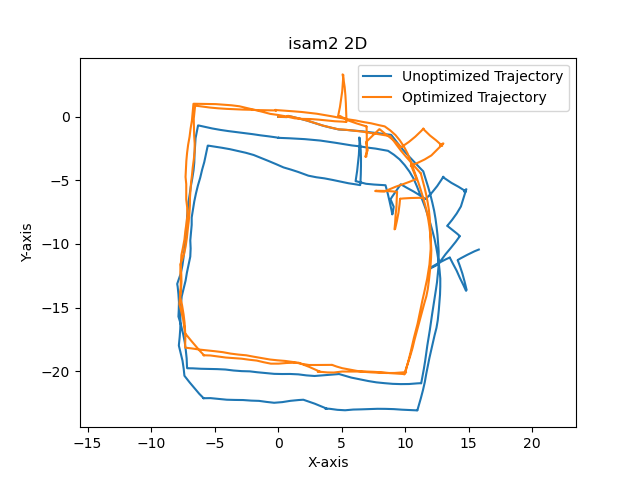 isam2 2D
Unoptimized Trajectory
Optimized Trajectory
0
−5
−10
−15
−20
Y-axis
−15
−10
−5
0
5
10
15
20
X-axis